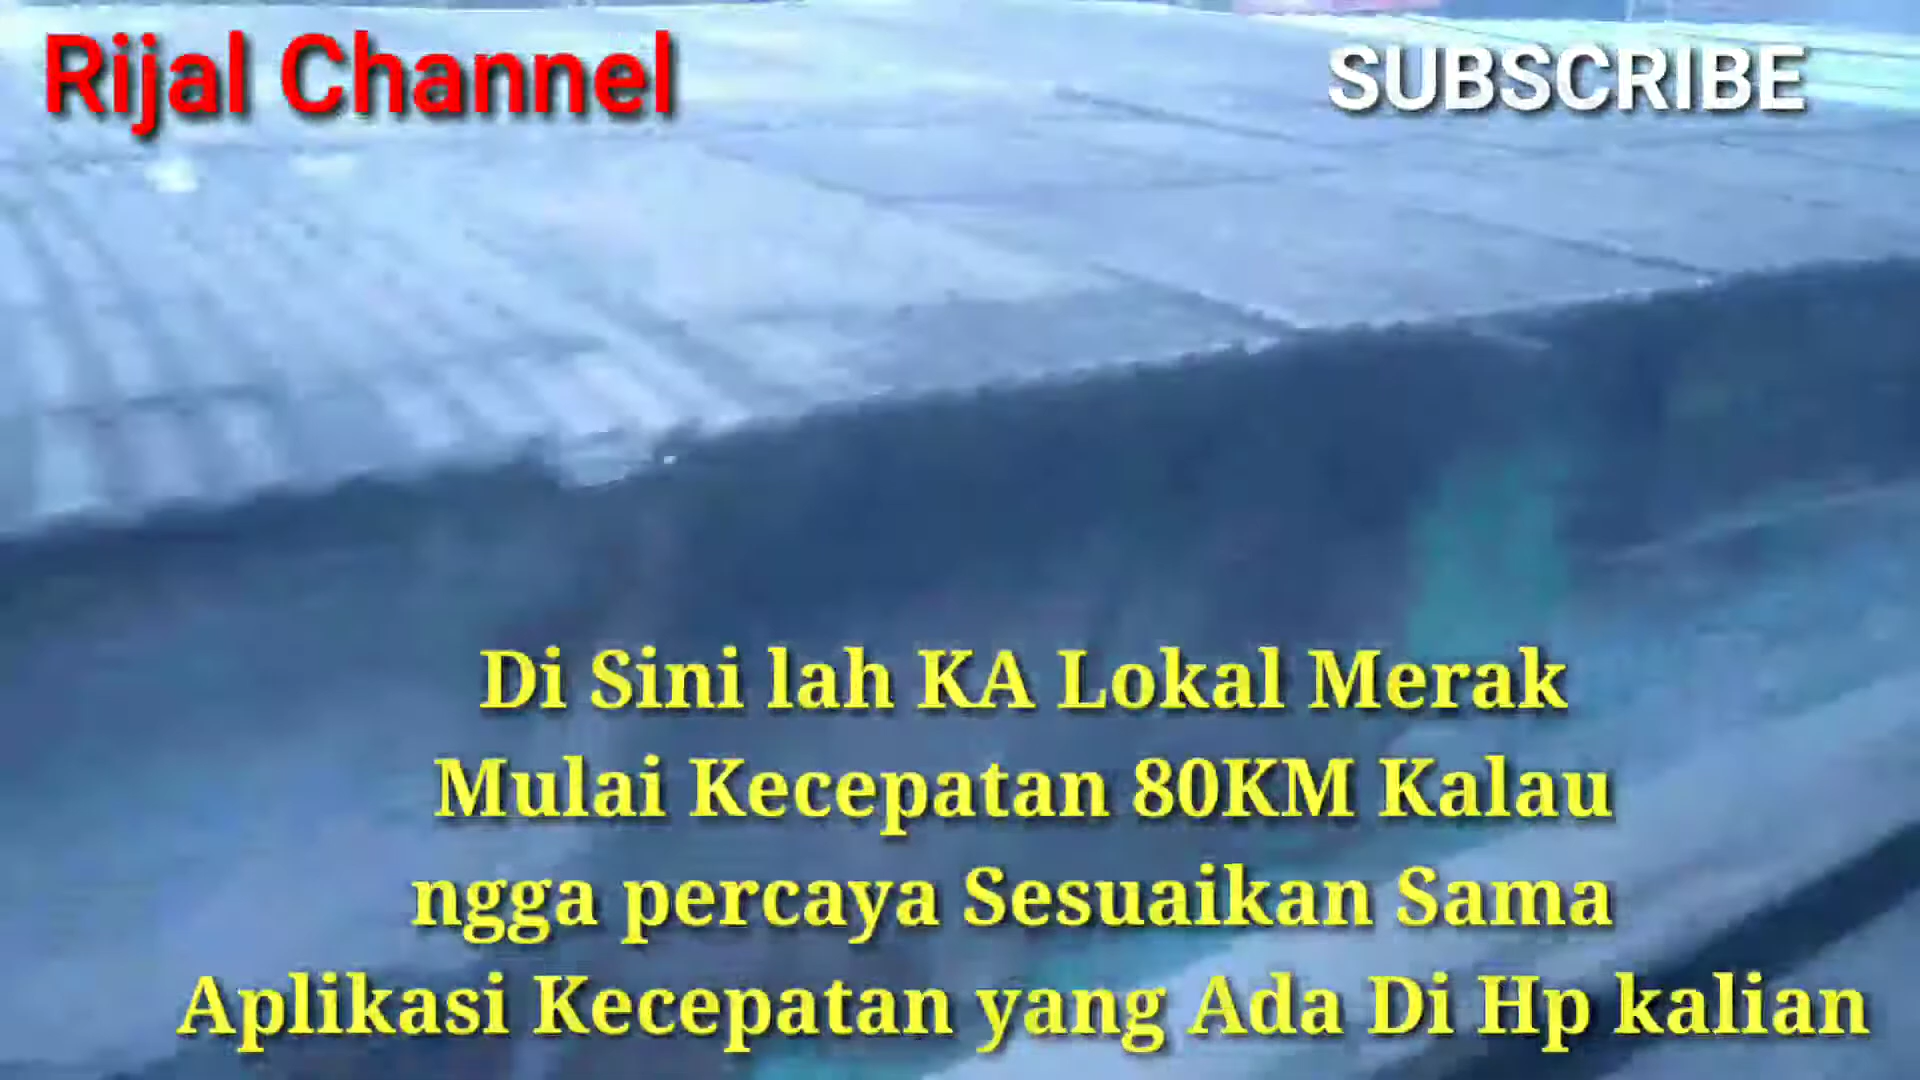 Rijal Channel
SUBSCRIBE
Di Sini lah KA Lokal Merak
Mulai Kecepatan 80KM Kalau
ngga percaya Sesuaikan Sama
Aplikasi Kecepatan yang Ada Di Hp kalian